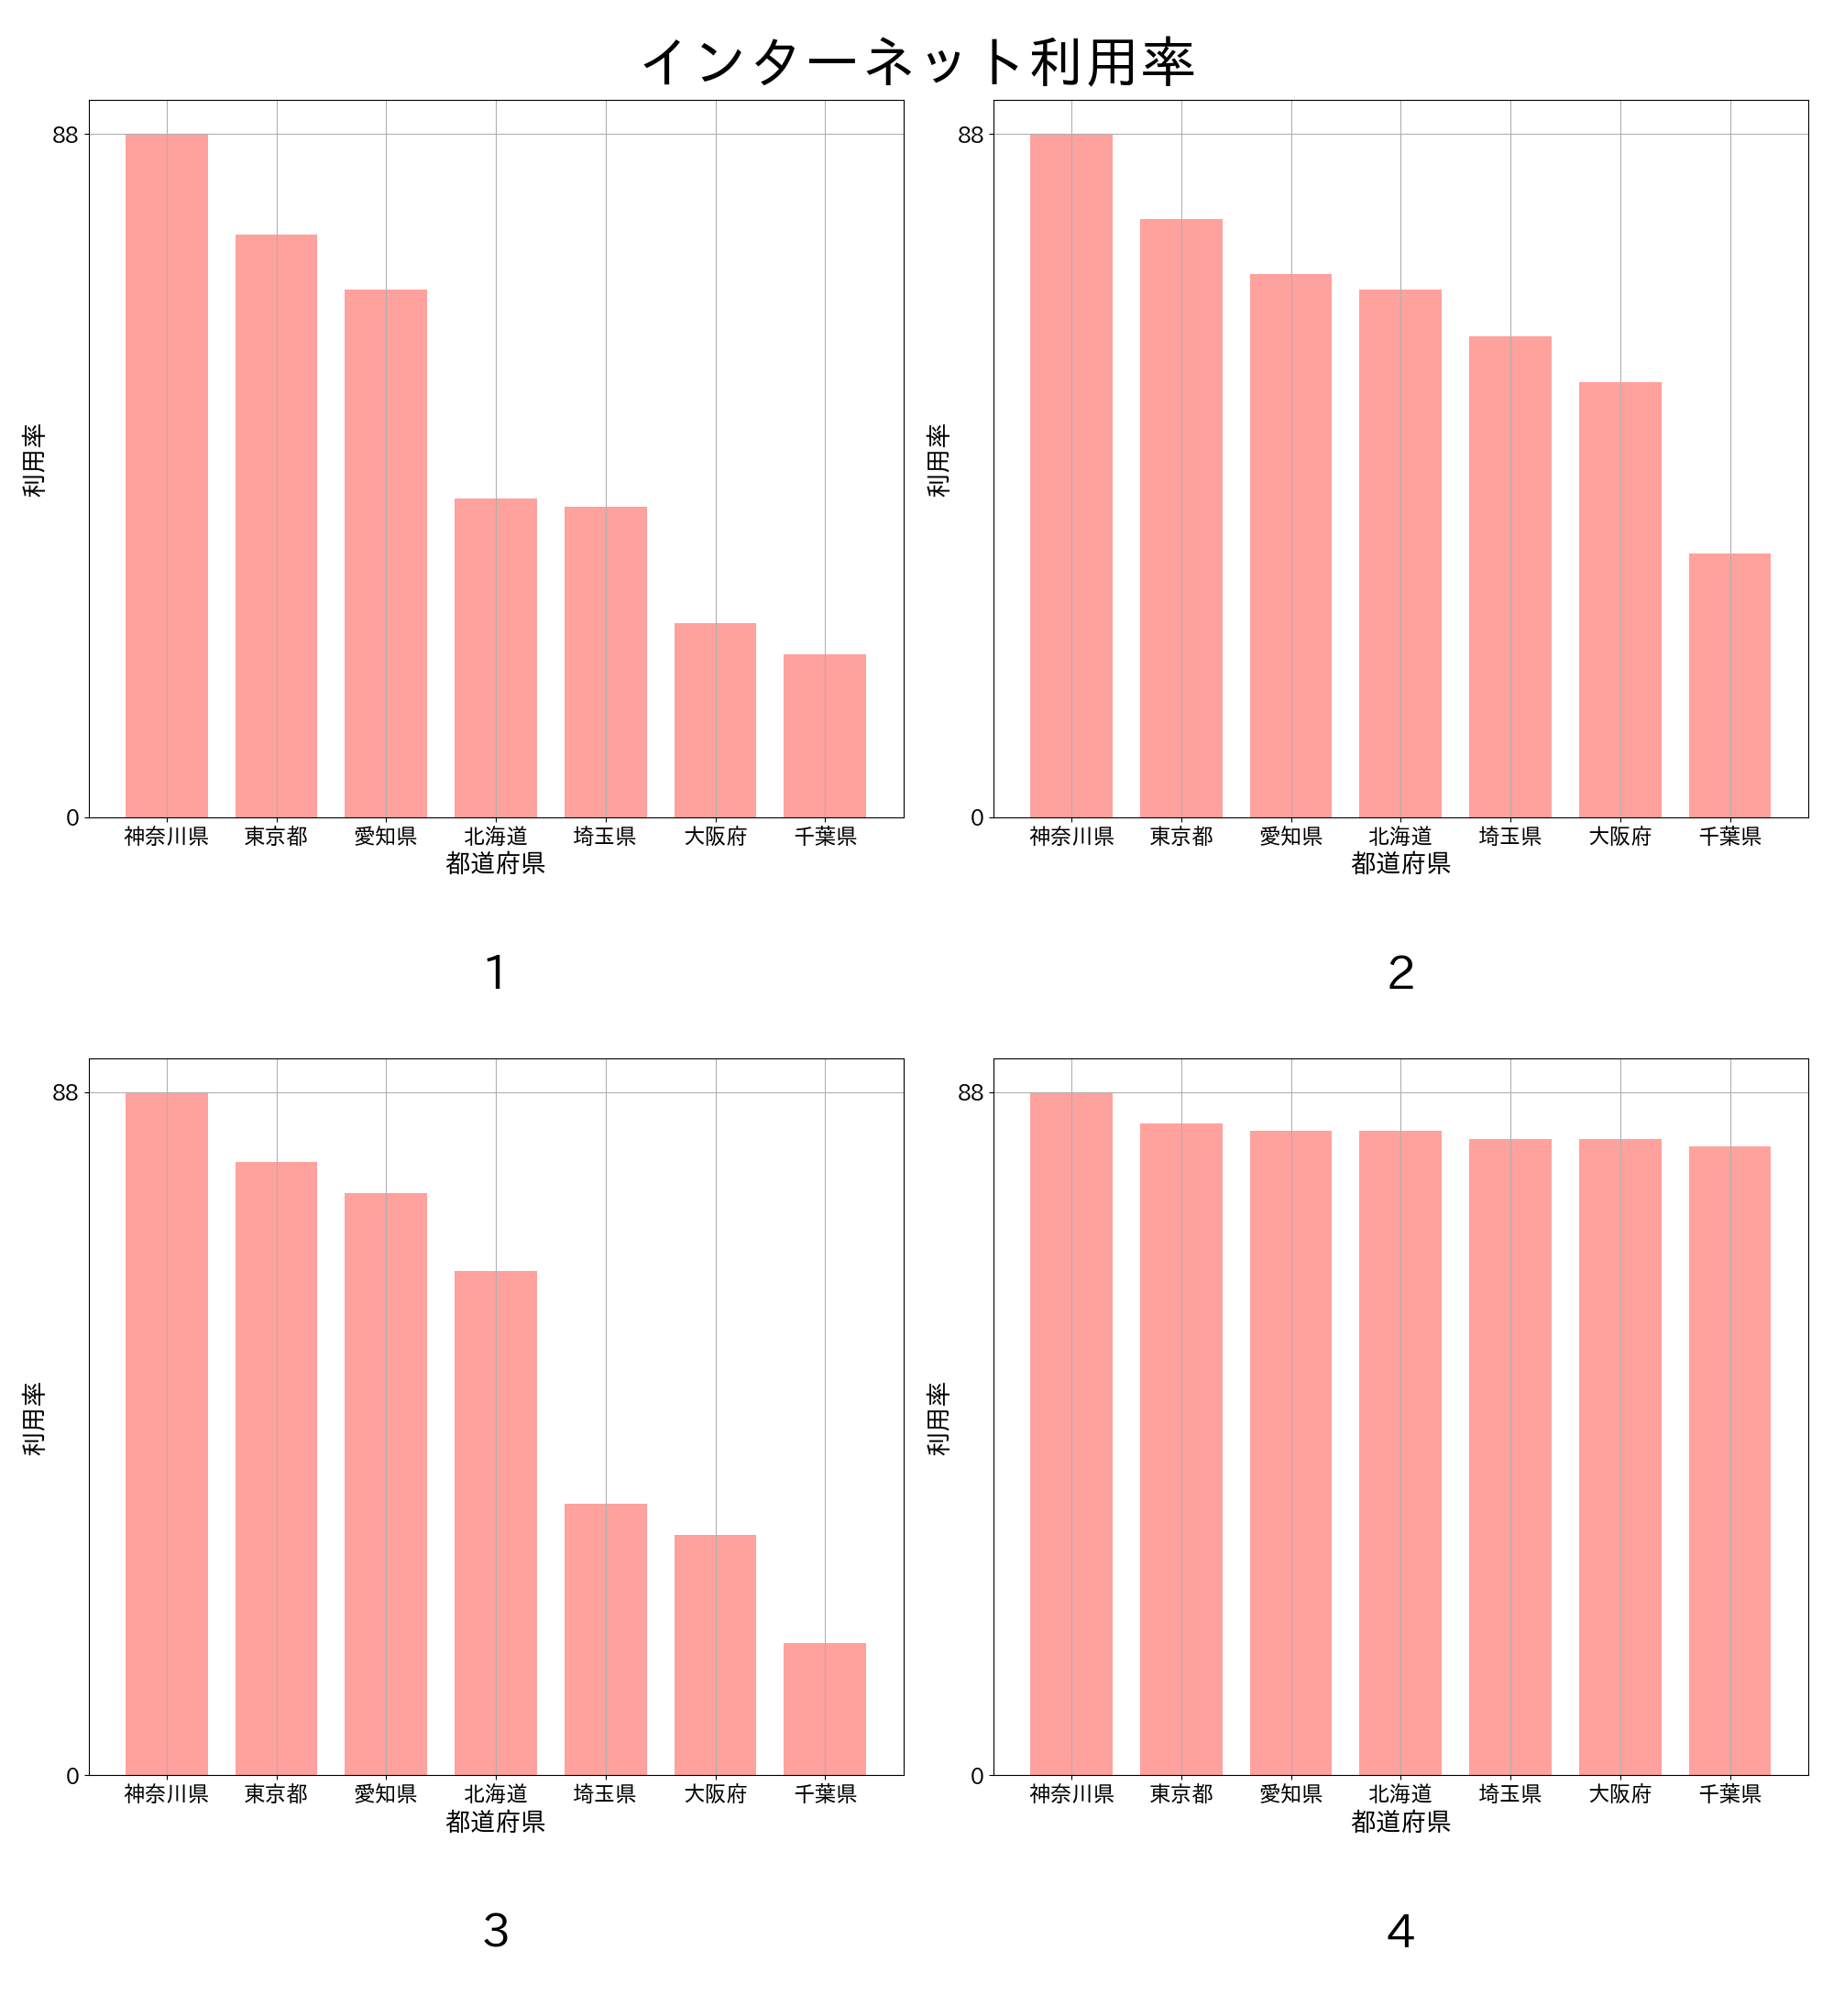 インターネット利用率
88
0
利用率
神奈川県 東京都 愛知県 北海道 埼玉県 大阪府 千葉県
都道府県
1
88
0
利用率
神奈川県 東京都 愛知県 北海道 埼玉県 大阪府 千葉県
都道府県
2
88
0
利用率
神奈川県 東京都 愛知県 北海道 埼玉県 大阪府 千葉県
都道府県
3
88
0
利用率
神奈川県 東京都 愛知県 北海道 埼玉県 大阪府 千葉県
都道府県
4